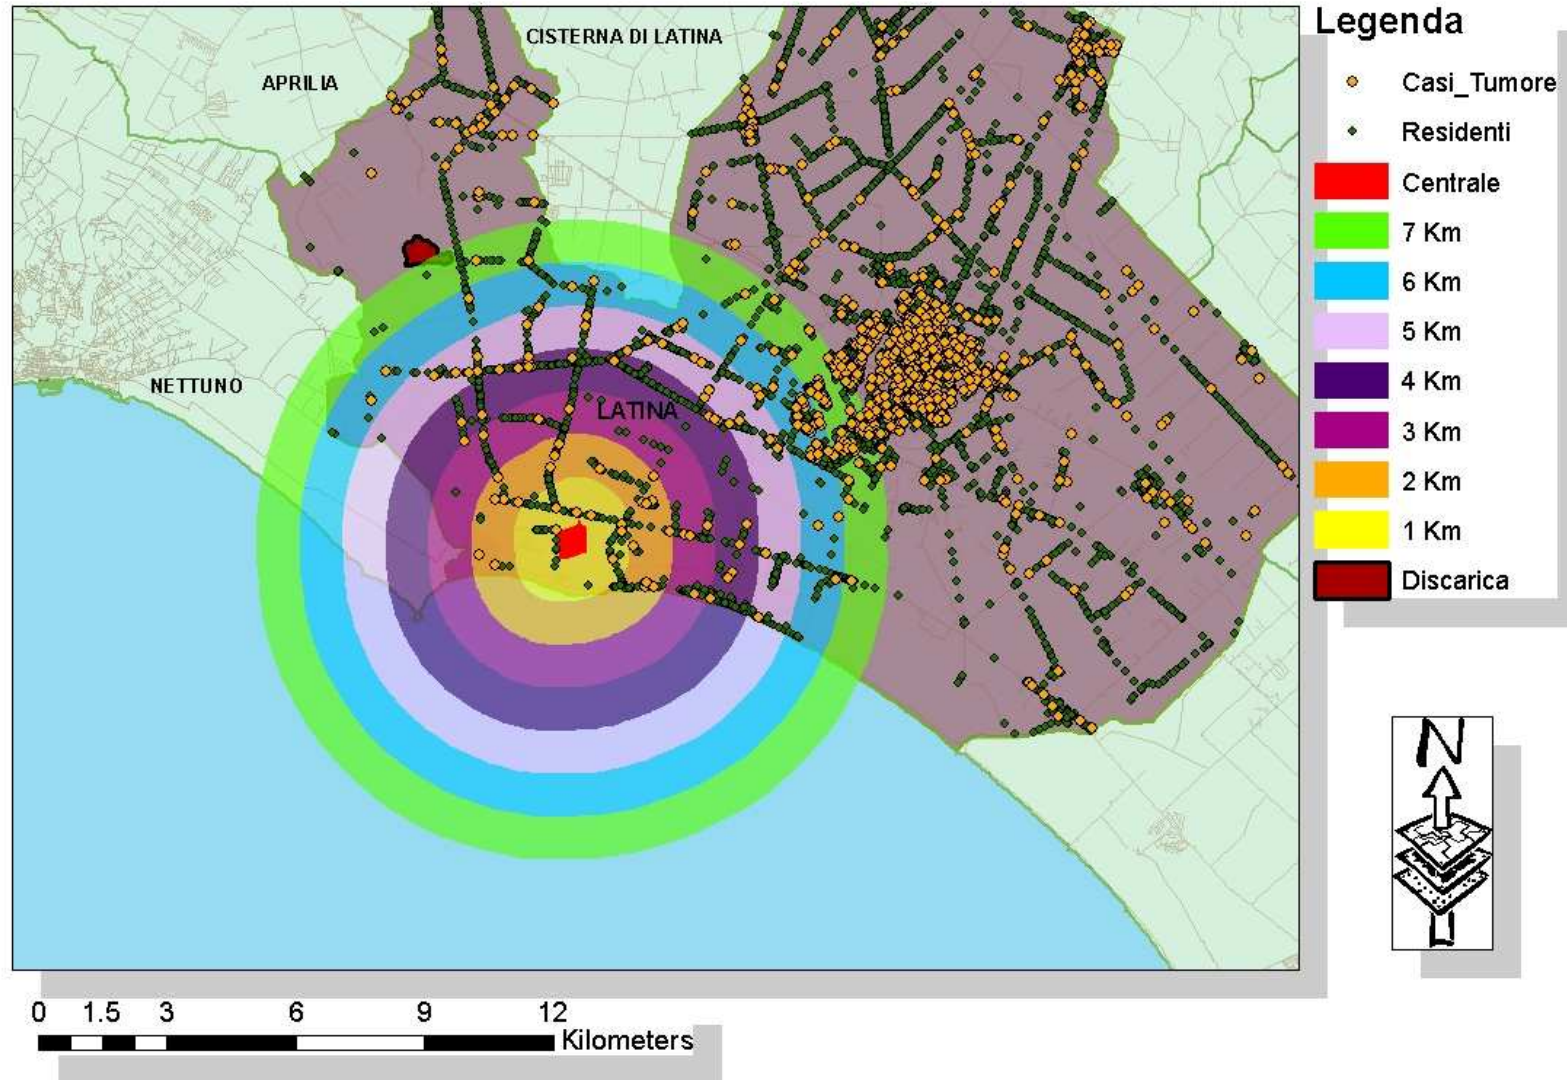 Legenda
CISTERNA DI LATINA
APRILIA
NETTUNO
LATINA
Casi_Tumore
Residenti
Centrale
7 Km
6 Km
5 Km
4 Km
3 Km
2 Km
1 Km
Discarica
N
0 1.5 3 6 9 12
Kilometers